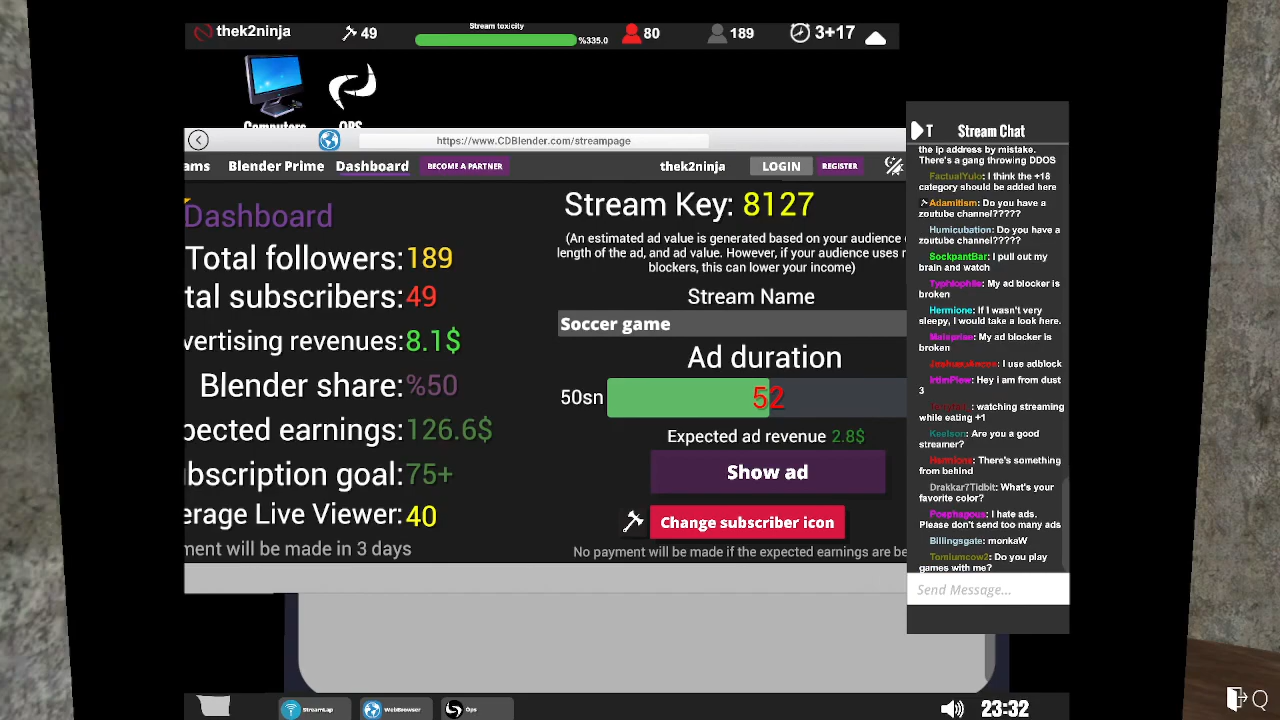 thek2ninja
49
Stream toxicity
%335.0
80
189
3+17
Computers
OPS
https://www.CDBlender.com/streampage
ams
Blender Prime
Dashboard
BECOME A PARTNER
thek2ninja
LOGIN
REGISTER
Dashboard
Total followers:189
tal subscribers:49
vertising revenues:8.1$
Blender share:%50
pected earnings:126.6$
bscription goal:75+
erage Live Viewer:40
ment will be made in 3 days
Stream Key: 8127
(An estimated ad value is generated based on your audience
length of the ad, and ad value. However, if your audience uses
blockers, this can lower your income)
Stream Name
Soccer game
Ad duration
50sn
52
Expected ad revenue 2.8$
Show ad
Change subscriber icon
No payment will be made if the expected earnings are be
T
Stream Chat
the ip address by mistake.
There's a gang throwing DDOS
FactualYulo: I think the +18
category should be added here
Adamitism: Do you have a
zoutube channel?????
Humicubation: Do you have a
zoutube channel?????
SockpantBar: I pull out my
brain and watch
Typhlophile: My ad blocker is
broken
Hermione: If I wasn't very
sleepy, I would take a look here.
My ad blocker is
broken
I use adblock
Hey I am from dust
3
watching streaming
while eating +1
Keelson: Are you a good
streamer?
There's something
from behind
Drakkar7Tidbit: What's your
favorite color?
I hate ads.
Please don't send too many ads
Billingsgate: monkaW
Tomiumcow2: Do you play
games with me?
Send Message...
StreamLap
WebBrowser
Ops
23:32
Q